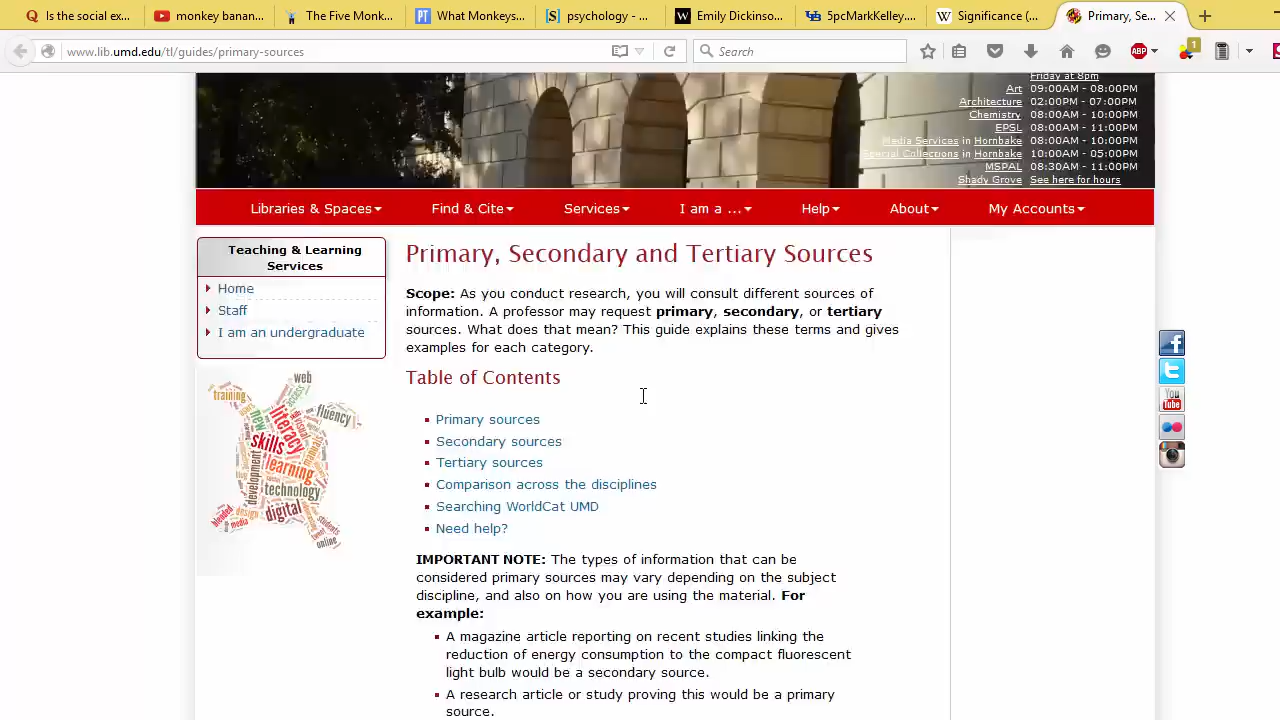 Is the social ex...
monkey banan...
The Five Monk...
What Monkeys...
psychology - ...
Emily Dickinso...
5pcMarkKelley....
Significance (...
Primary, Se...
www.lib.umd.edu/tl/guides/primary-sources
Search
ABP
1
Friday at 8pm
Art 09:00AM - 08:00PM
Architecture 02:00PM - 07:00PM
Chemistry 08:00AM - 10:00PM
EPSL 08:00AM - 11:00PM
Media Services in Hornbake 08:00AM - 10:00PM
Special Collections in Hornbake 10:00AM - 05:00PM
MSPAL 08:30AM - 11:00PM
Shady Grove See here for hours
Libraries & Spaces Find & Cite Services I am a ... Help About My Accounts
Teaching & Learning
Services
Home
Staff
I am an undergraduate
Primary, Secondary and Tertiary Sources
Scope: As you conduct research, you will consult different sources of
information. A professor may request primary, secondary, or tertiary
sources. What does that mean? This guide explains these terms and gives
examples for each category.
Table of Contents
Primary sources
Secondary sources
Tertiary sources
Comparison across the disciplines
Searching WorldCat UMD
Need help?
IMPORTANT NOTE: The types of information that can be
considered primary sources may vary depending on the subject
discipline, and also on how you are using the material. For
example:
A magazine article reporting on recent studies linking the
reduction of energy consumption to the compact fluorescent
light bulb would be a secondary source.
A research article or study proving this would be a primary
source.
web
training
fluency
new
literacy
skills
learning
development
technology
digital
design
media
blended
students
online
You
Tube